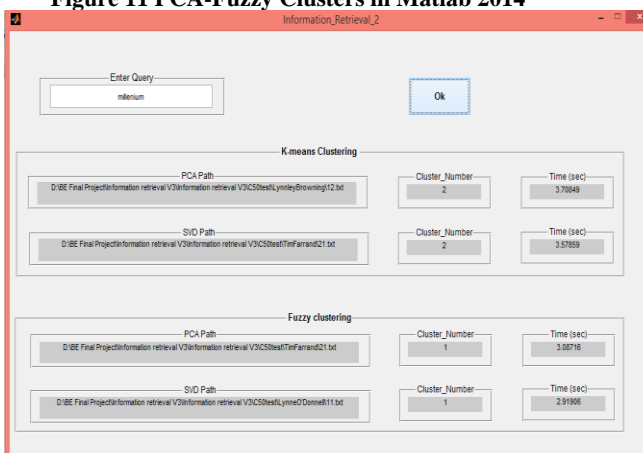 Figure 11 PCA-Fuzzy Clusters in Matlab 2014
Information_Retrieval_2
Enter Query
millenium
Ok
K-means Clustering
PCA Path
D:\BE Final Project\Information retrieval V3\Information retrieval V3\C50test\LynnleyBrowning\12.txt
Cluster_Number
2
Time (sec)
3.70849
SVD Path
D:\BE Final Project\Information retrieval V3\Information retrieval V3\C50test\TimFarrand\21.txt
Cluster_Number
2
Time (sec)
3.57859
Fuzzy clustering
PCA Path
D:\BE Final Project\Information retrieval V3\Information retrieval V3\C50test\TimFarrand\21.txt
Cluster_Number
1
Time (sec)
3.08716
SVD Path
D:\BE Final Project\Information retrieval V3\Information retrieval V3\C50test\LynneO'Donnell\11.txt
Cluster_Number
1
Time (sec)
2.91906